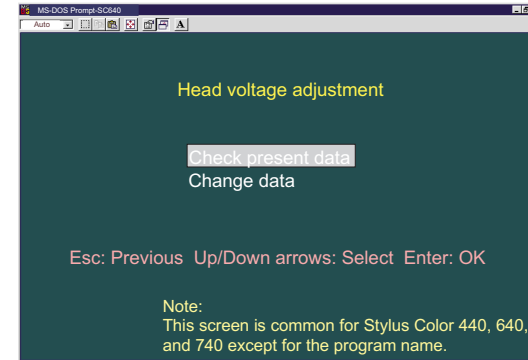 MS-DOS Prompt-SC640
Auto
A
Head voltage adjustment
Check present data
Change data
Esc: Previous Up/Down arrows: Select Enter: OK
Note:
This screen is common for Stylus Color 440, 640,
and 740 except for the program name.